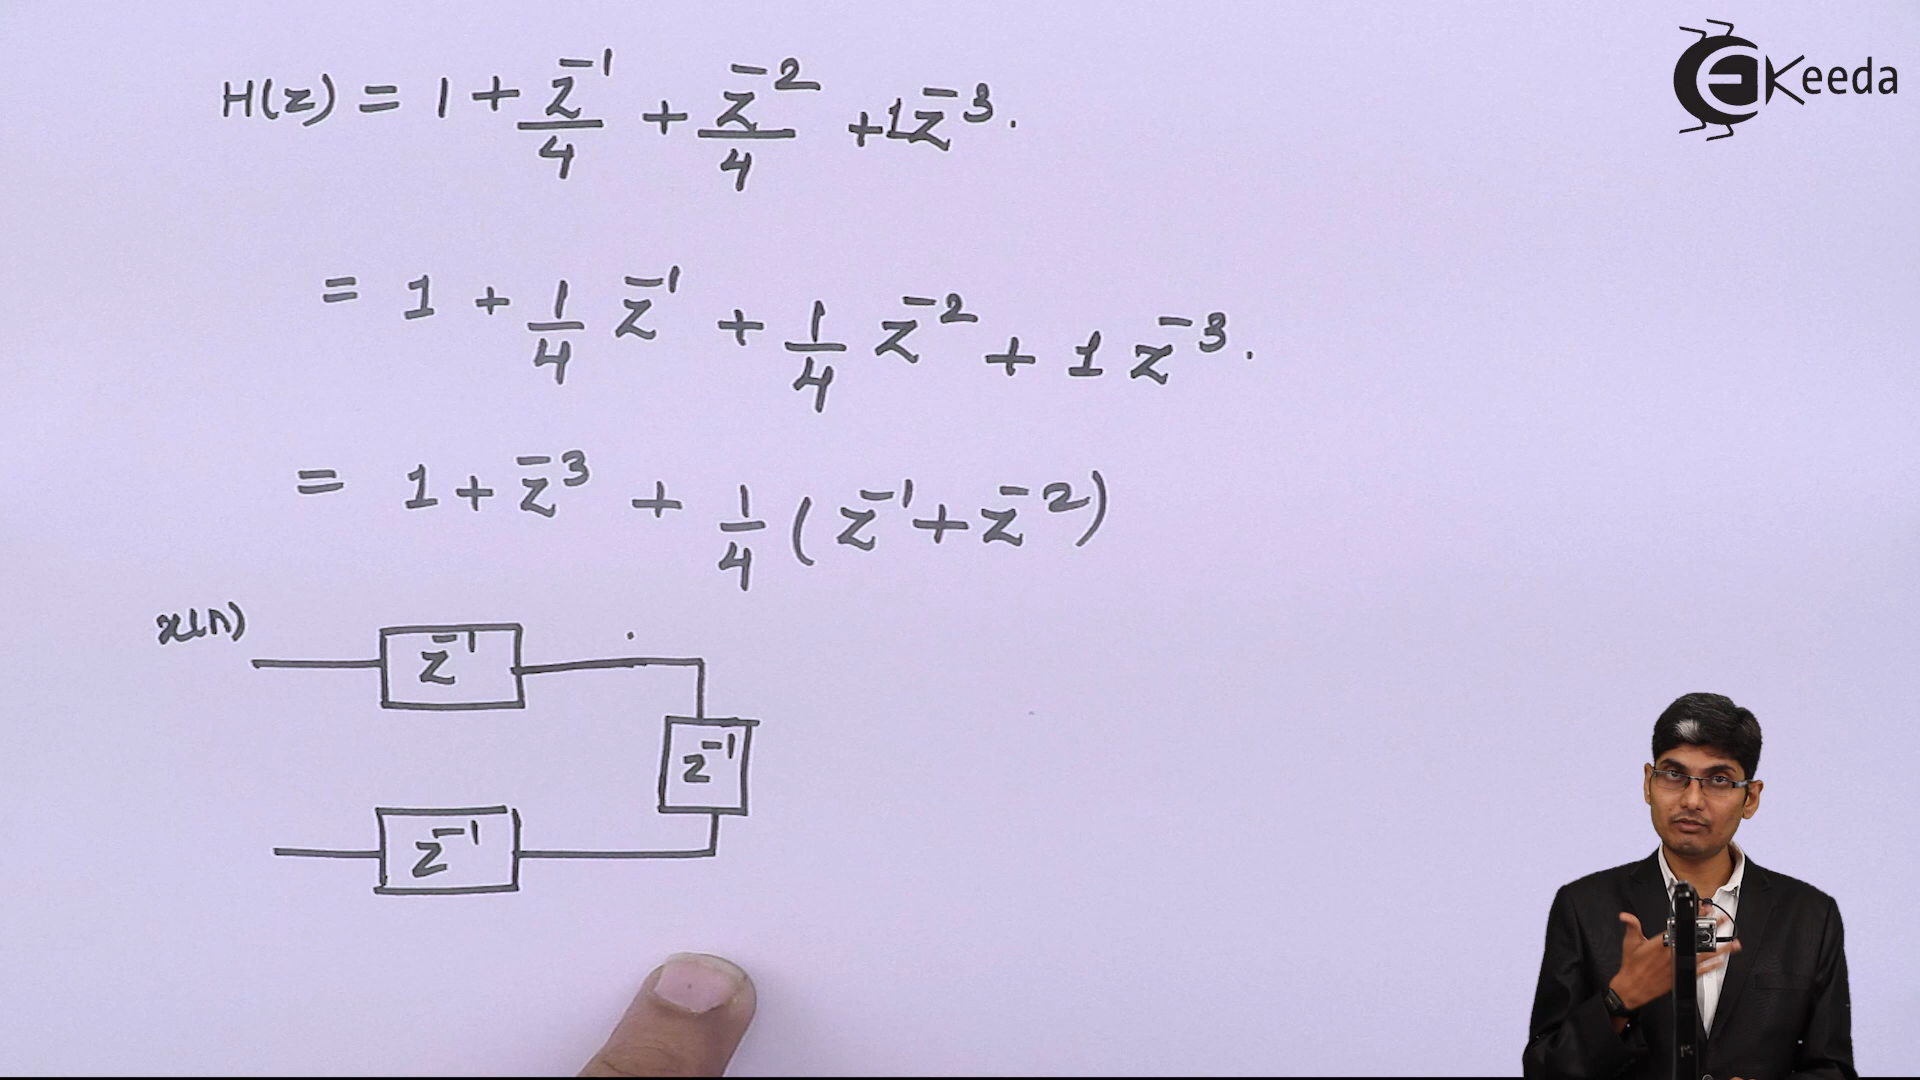 H(z) = 1 + z⁻¹/4 + z⁻²/4 + 1z⁻³.
= 1 + 1/4 z⁻¹ + 1/4 z⁻² + 1 z⁻³.
= 1 + z⁻³ + 1/4 (z⁻¹ + z⁻²)
x(n)
z⁻¹
z⁻¹
z⁻¹
EKeeda